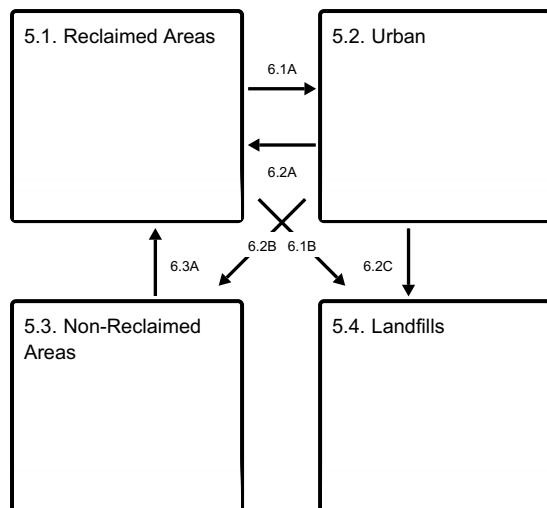 5.1. Reclaimed Areas
5.2. Urban
6.1A
6.2A
6.2B
6.1B
6.3A
6.2C
5.3. Non-Reclaimed
Areas
5.4. Landfills